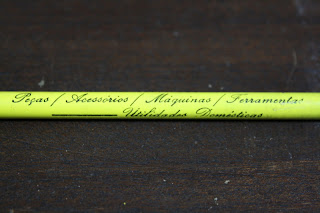 Peças / Acessórios / Máquinas / Ferramentas
Utilidades Domésticas